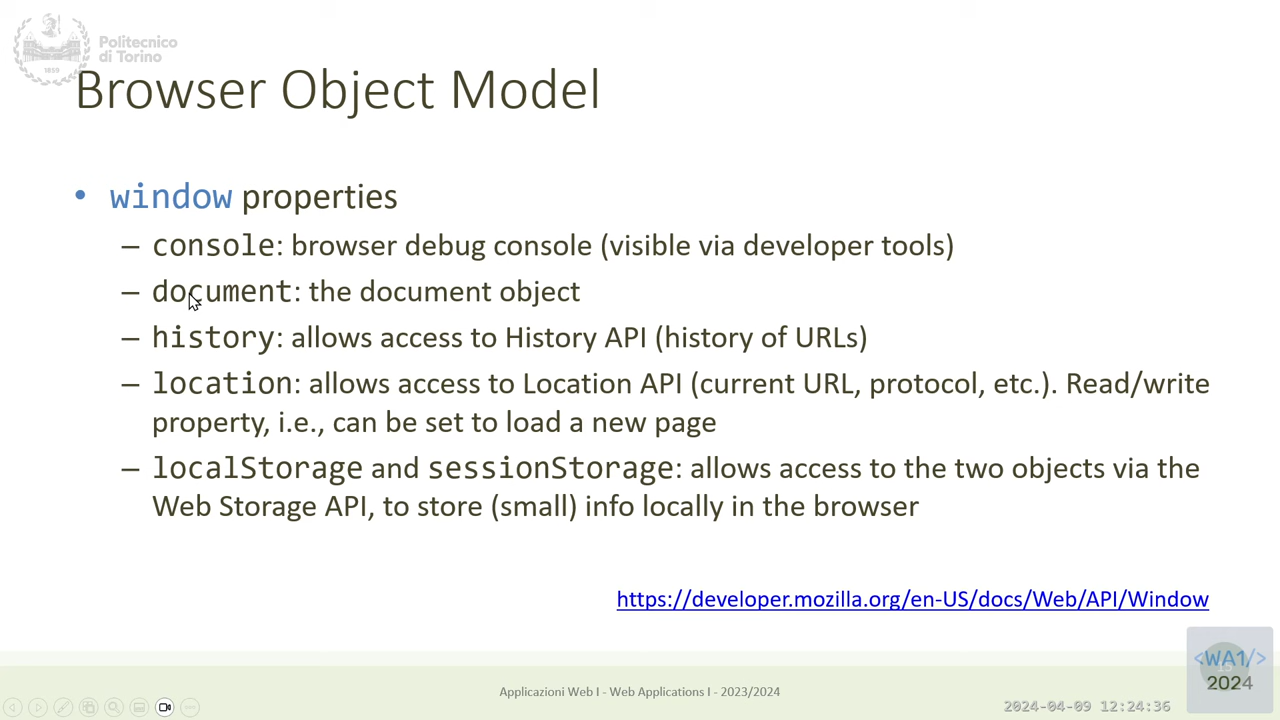 Politecnico
di Torino
1859
Browser Object Model
• window properties
– console: browser debug console (visible via developer tools)
– document: the document object
– history: allows access to History API (history of URLs)
– location: allows access to Location API (current URL, protocol, etc.). Read/write
property, i.e., can be set to load a new page
– localStorage and sessionStorage: allows access to the two objects via the
Web Storage API, to store (small) info locally in the browser
https://developer.mozilla.org/en-US/docs/Web/API/Window
<WA1/>
2024
Applicazioni Web I - Web Applications I - 2023/2024
2024-04-09 12:24:36